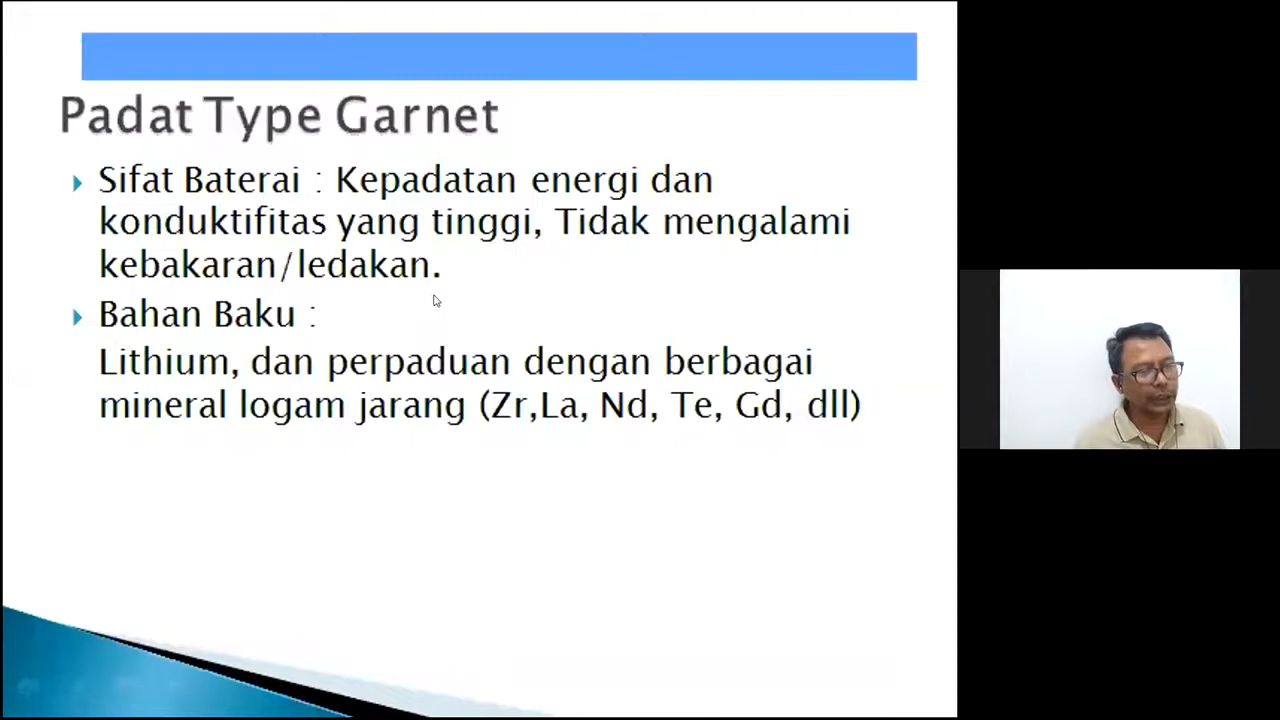 Padat Type Garnet
Sifat Baterai : Kepadatan energi dan
konduktifitas yang tinggi, Tidak mengalami
kebakaran/ledakan.
Bahan Baku :
Lithium, dan perpaduan dengan berbagai
mineral logam jarang (Zr,La, Nd, Te, Gd, dll)